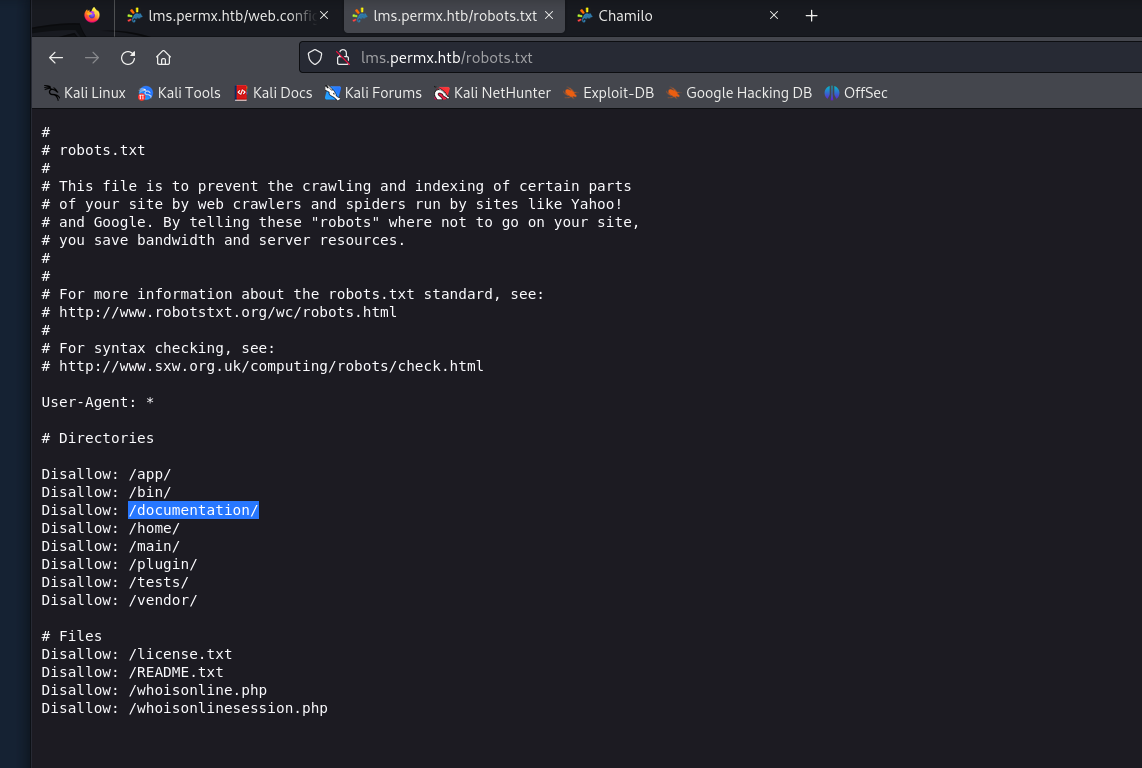 lms.permx.htb/web.config
lms.permx.htb/robots.txt
Chamilo
lms.permx.htb/robots.txt
Kali Linux
Kali Tools
Kali Docs
Kali Forums
Kali NetHunter
Exploit-DB
Google Hacking DB
OffSec
#
# robots.txt
#
# This file is to prevent the crawling and indexing of certain parts
# of your site by web crawlers and spiders run by sites like Yahoo!
# and Google. By telling these "robots" where not to go on your site,
# you save bandwidth and server resources.
#
#
# For more information about the robots.txt standard, see:
# http://www.robotstxt.org/wc/robots.html
#
# For syntax checking, see:
# http://www.sxw.org.uk/computing/robots/check.html
User-Agent: *
# Directories
Disallow: /app/
Disallow: /bin/
Disallow: /documentation/
Disallow: /home/
Disallow: /main/
Disallow: /plugin/
Disallow: /tests/
Disallow: /vendor/
# Files
Disallow: /license.txt
Disallow: /README.txt
Disallow: /whoisonline.php
Disallow: /whoisonlinesession.php